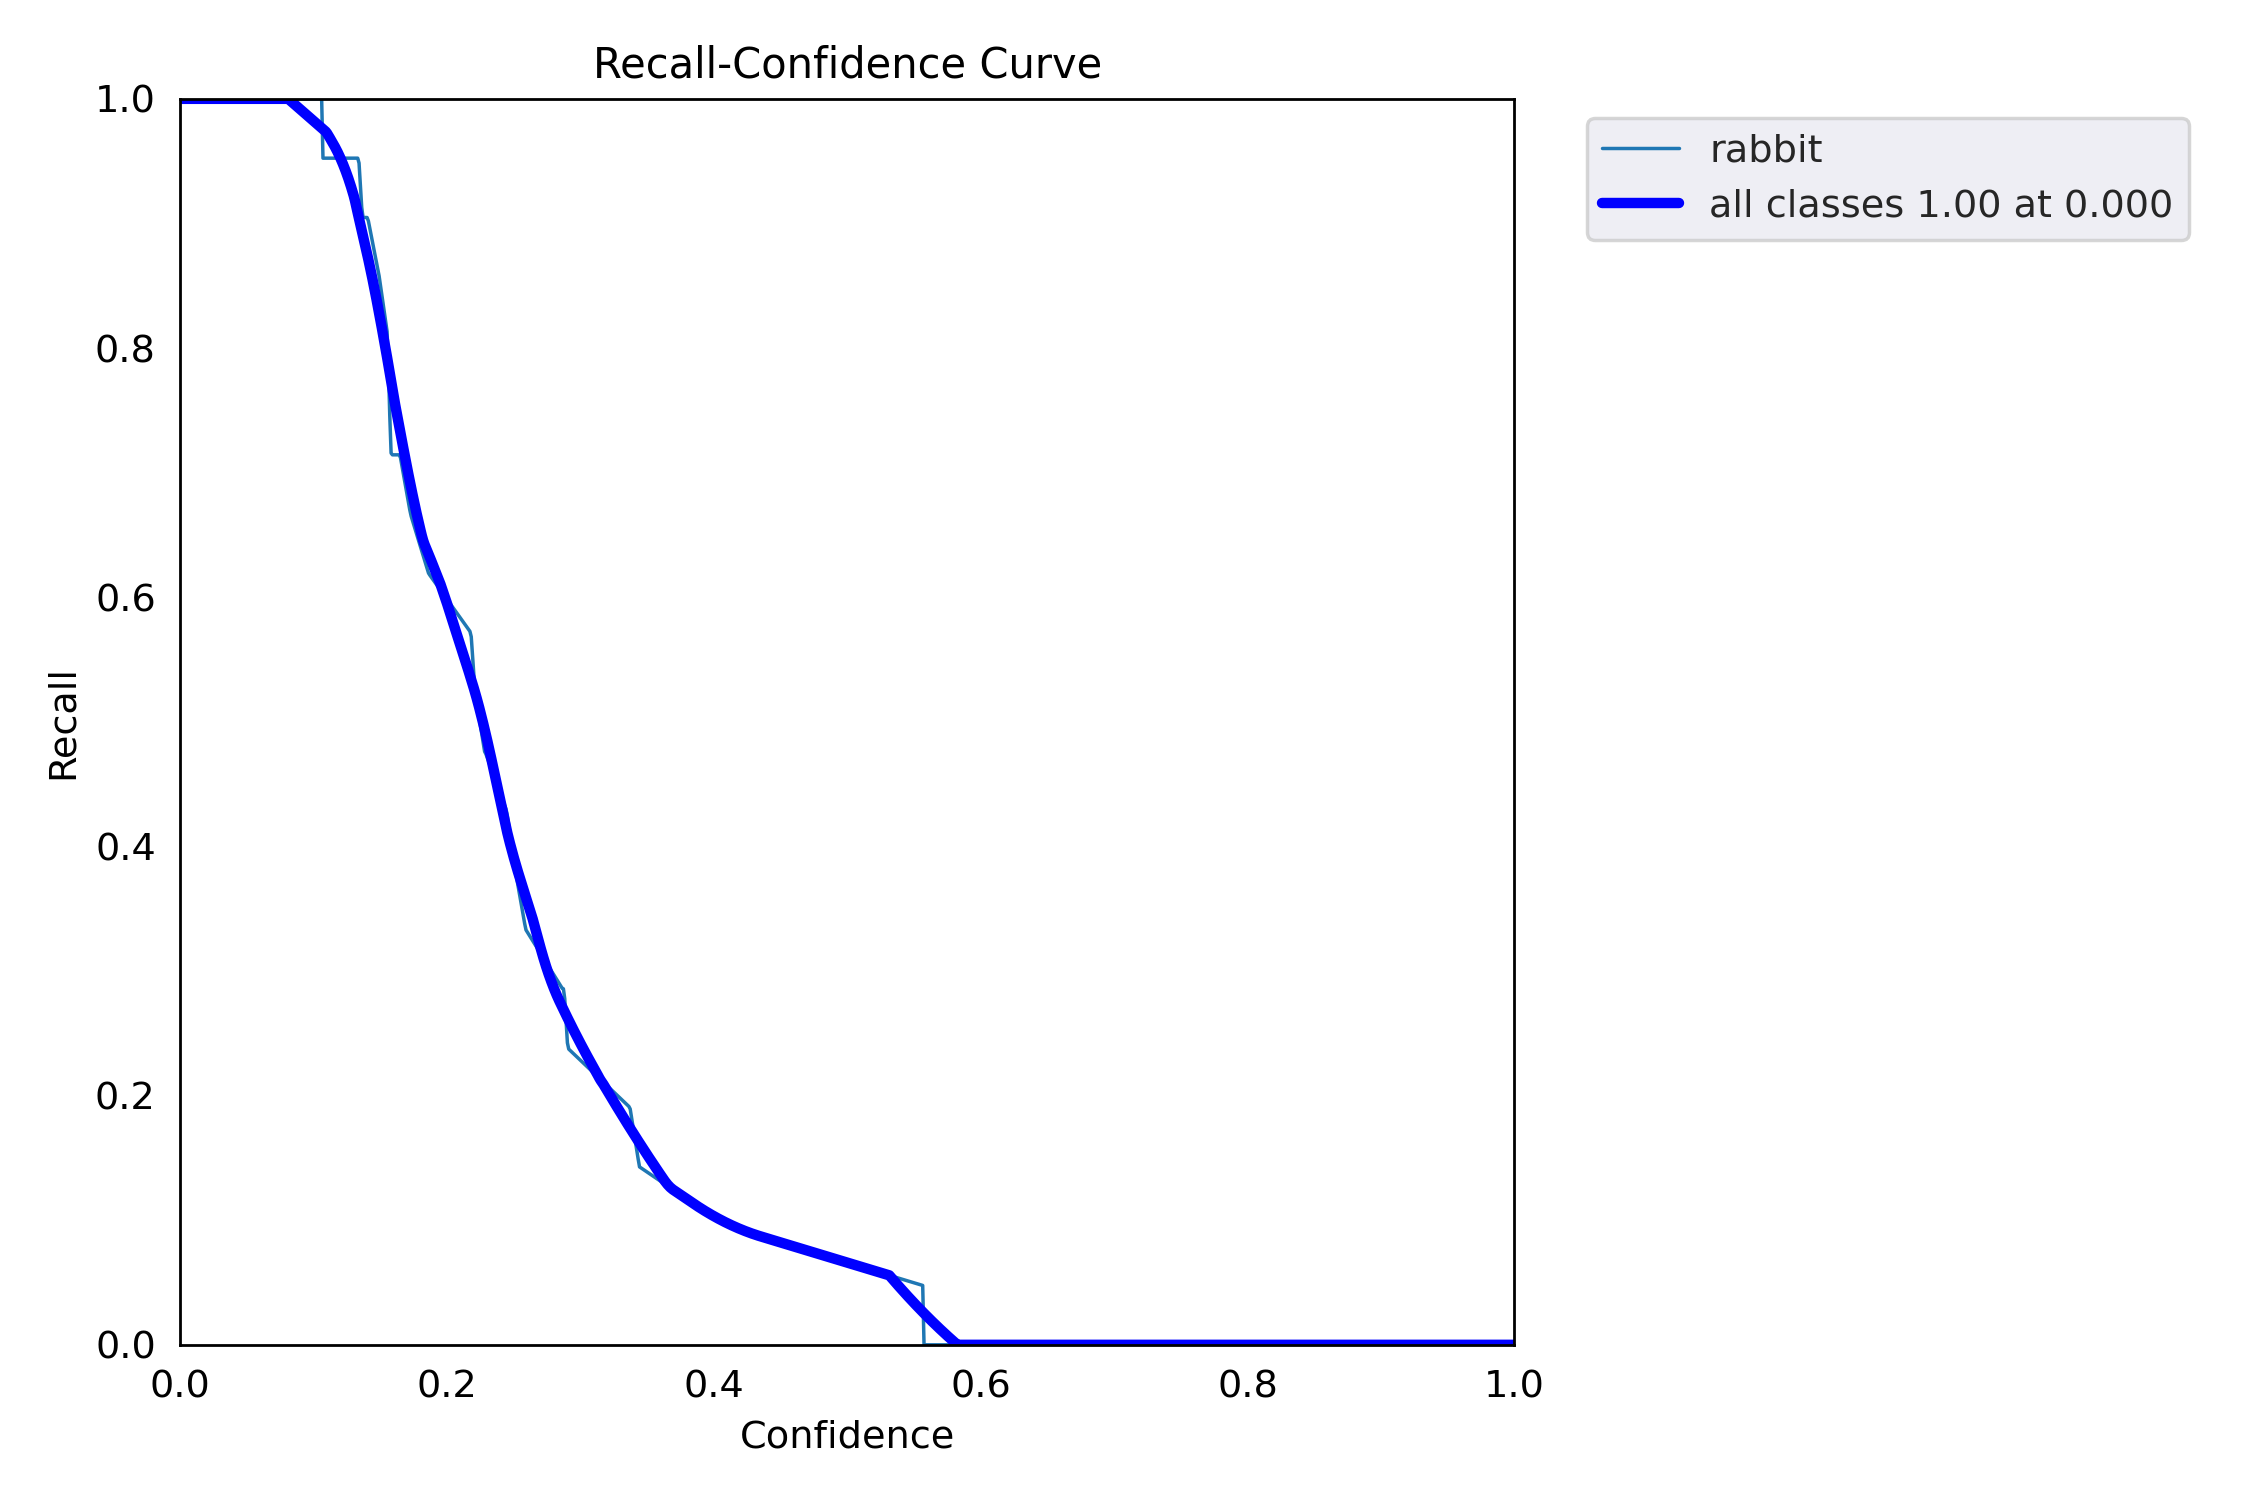 Recall-Confidence Curve
1.0
0.8
0.6
0.4
0.2
0.0
Recall
0.0 0.2 0.4 0.6 0.8 1.0
Confidence
rabbit
all classes 1.00 at 0.000